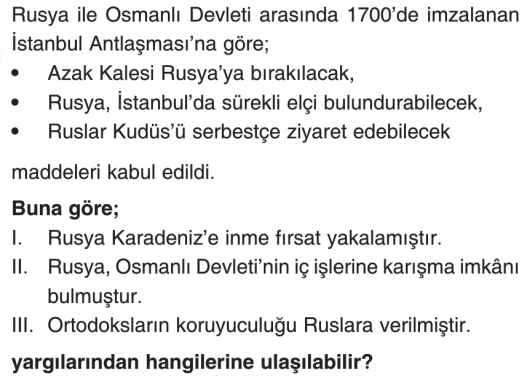 Rusya ile Osmanlı Devleti arasında 1700’de imzalanan
İstanbul Antlaşması’na göre;
• Azak Kalesi Rusya’ya bırakılacak,
• Rusya, İstanbul’da sürekli elçi bulundurabilecek,
• Ruslar Kudüs’ü serbestçe ziyaret edebilecek
maddeleri kabul edildi.
Buna göre;
I. Rusya Karadeniz’e inme fırsat yakalamıştır.
II. Rusya, Osmanlı Devleti’nin iç işlerine karışma imkânı
bulmuştur.
III. Ortodoksların koruyuculuğu Ruslara verilmiştir.
yargılarından hangilerine ulaşılabilir?